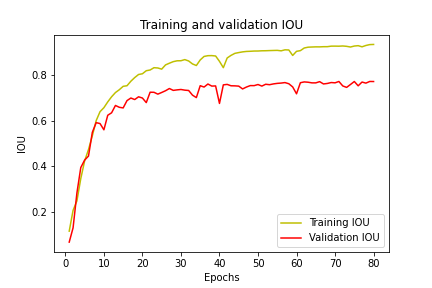 Training and validation IOU
IOU
0.8
0.6
0.4
0.2
Training IOU
Validation IOU
0 10 20 30 40 50 60 70 80
Epochs